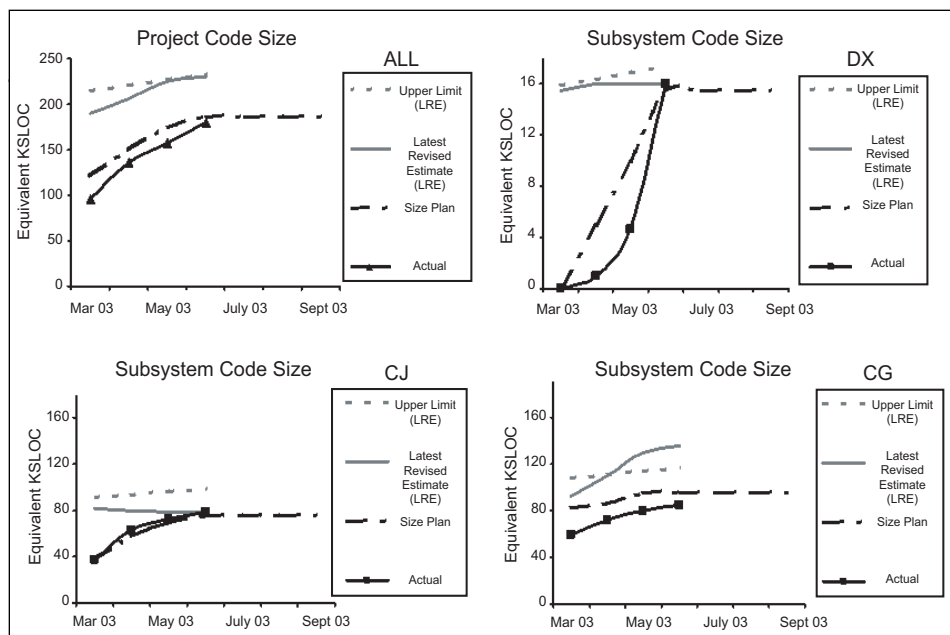 Project Code Size
ALL
Equivalent KSLOC
250
200
150
100
50
0
Mar 03 May 03 July 03 Sept 03
Upper Limit
(LRE)
Latest
Revised
Estimate
(LRE)
Size Plan
Actual
Subsystem Code Size
DX
Equivalent KSLOC
16
12
8
4
0
Mar 03 May 03 July 03 Sept 03
Upper Limit
(LRE)
Latest
Revised
Estimate
(LRE)
Size Plan
Actual
Subsystem Code Size
CJ
Equivalent KSLOC
160
120
80
40
0
Mar 03 May 03 July 03 Sept 03
Upper Limit
(LRE)
Latest
Revised
Estimate
(LRE)
Size Plan
Actual
Subsystem Code Size
CG
Equivalent KSLOC
160
120
80
40
0
Mar 03 May 03 July 03 Sept 03
Upper Limit
(LRE)
Latest
Revised
Estimate
(LRE)
Size Plan
Actual